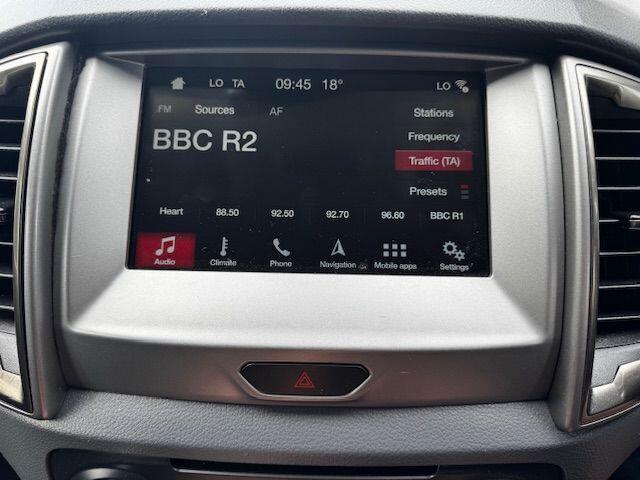 LO TA 09:45 18° LO
FM Sources AF Stations
BBC R2 Frequency
Traffic (TA)
Presets
Heart 88.50 92.50 92.70 96.60 BBC R1
Audio Climate Phone Navigation Mobile apps Settings